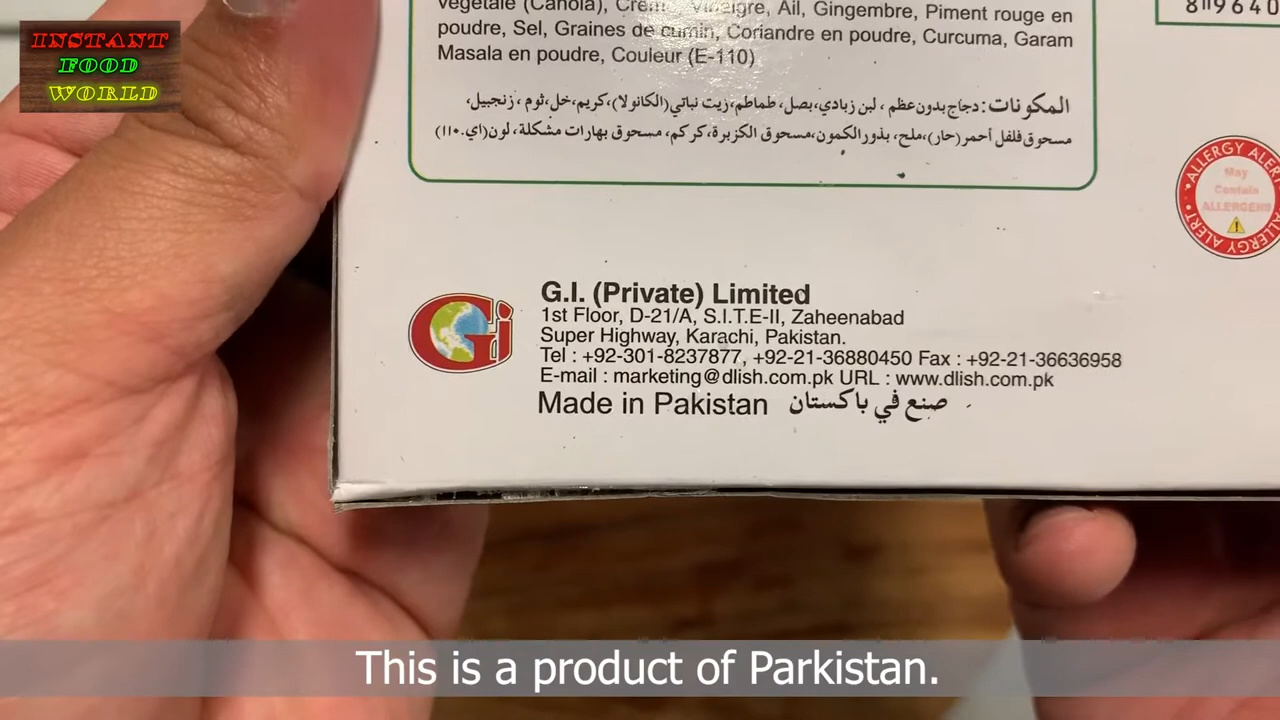 INSTANT
FOOD
WORLD
végétale (Canola), Vinaigre, Ail, Gingembre, Piment rouge en
poudre, Sel, Graines de cumin, Coriandre en poudre, Curcuma, Garam
Masala en poudre, Couleur (E-110)
المكونات: دجاج بدون عظم، لبن زبادي، بصل، طماطم، زيت نباتي (الكانولا)، كريم، خل، ثوم، زنجبيل،
مسحوق فلفل أحمر (حار)، ملح، بذور الكمون، مسحوق الكزبرة، كركم، مسحوق بهارات مشكلة، لون (اي.١١٠)
8 9640
ALLERGY ALERT
May
Contain
ALLERGENS
ALLERGY ALERT
Gi
G.I. (Private) Limited
1st Floor, D-21/A, S.I.T.E-II, Zaheenabad
Super Highway, Karachi, Pakistan.
Tel : +92-301-8237877, +92-21-36880450 Fax : +92-21-36636958
E-mail : marketing@dlish.com.pk URL : www.dlish.com.pk
Made in Pakistan صنع في باكستان
This is a product of Parkistan.